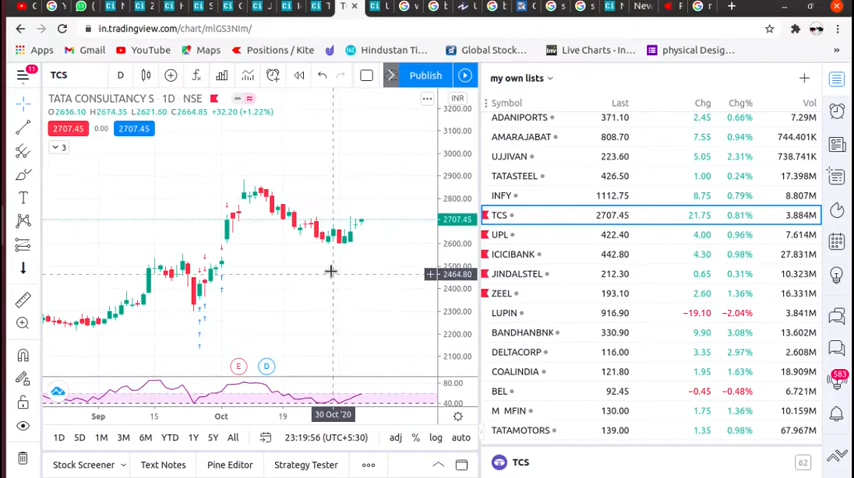 in.tradingview.com/chart/mlGS3NIm/
Apps Gmail YouTube Maps Positions / Kite Hindustan Tim... Global Stock... Live Charts - In... physical Desig...
11
TCS D Publish
TATA CONSULTANCY S · 1D · NSE
O2636.10 H2674.35 L2621.60 C2664.85 +32.20 (+1.22%)
2707.45 0.00 2707.45
3
INR
3200.00
3100.00
3000.00
2900.00
2800.00
2707.45
2600.00
2464.80
2400.00
2300.00
2200.00
2100.00
80.00
40.00
E D
Sep 15 Oct 19 30 Oct '20
1D 5D 1M 3M 6M YTD 1Y 5Y All 23:19:56 (UTC+5:30) adj % log auto
Stock Screener Text Notes Pine Editor Strategy Tester
my own lists
Symbol Last Chg Chg% Vol
ADANIPORTS 371.10 2.45 0.66% 7.29M
AMARAJABAT 808.70 7.55 0.94% 744.401K
UJJIVAN 223.60 5.05 2.31% 738.741K
TATASTEEL 426.50 1.00 0.24% 17.398M
INFY 1112.75 8.75 0.79% 8.807M
TCS 2707.45 21.75 0.81% 3.884M
UPL 422.40 4.00 0.96% 7.614M
ICICIBANK 442.80 4.30 0.98% 27.831M
JINDALSTEL 212.30 0.65 0.31% 10.323M
ZEEL 193.10 2.60 1.36% 16.331M
LUPIN 916.90 −19.10 −2.04% 3.841M
BANDHANBNK 330.90 9.90 3.08% 13.602M
DELTACORP 116.00 3.35 2.97% 2.608M
COALINDIA 121.80 1.95 1.63% 18.909M
BEL 92.45 −0.45 −0.48% 6.721M
M MFIN 130.00 1.75 1.36% 10.159M
TATAMOTORS 139.00 1.35 0.98% 67.967M
TCS 62
583